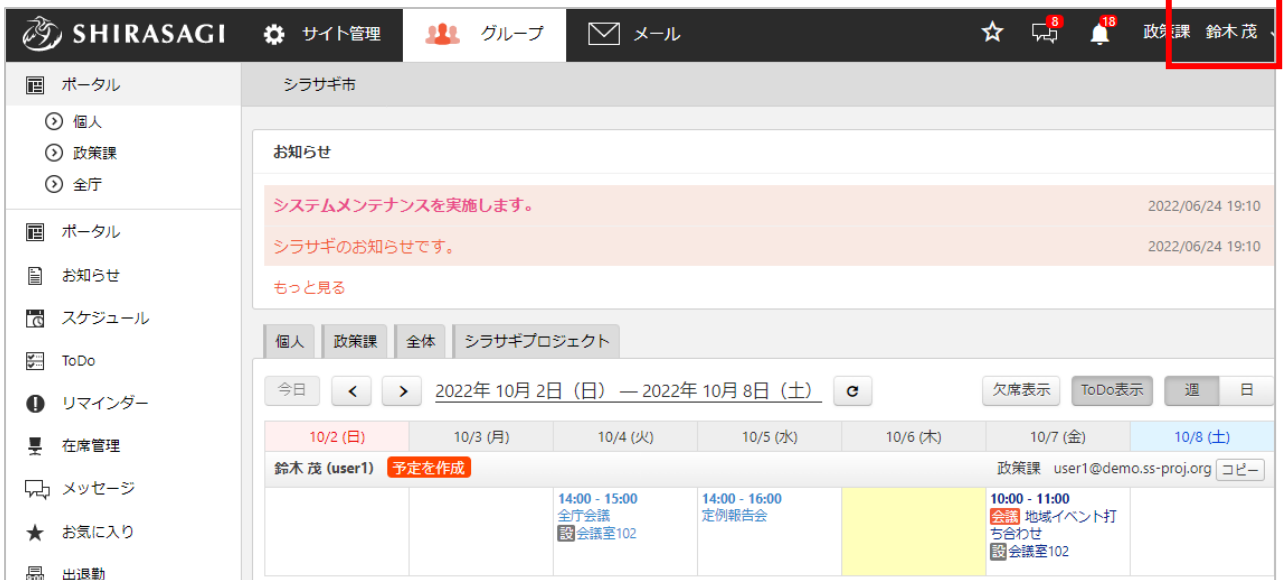 SHIRASAGI サイト管理 グループ メール 8 18 政策課 鈴木 茂
ポータル
個人
政策課
全庁
ポータル
お知らせ
スケジュール
ToDo
リマインダー
在席管理
メッセージ
お気に入り
出退勤
シラサギ市
お知らせ
システムメンテナンスを実施します。 2022/06/24 19:10
シラサギのお知らせです。 2022/06/24 19:10
もっと見る
個人 政策課 全体 シラサギプロジェクト
今日 2022年 10月 2日（日） — 2022年 10月 8日（土） 欠席表示 ToDo表示 週 日
10/2 (日) 10/3 (月) 10/4 (火) 10/5 (水) 10/6 (木) 10/7 (金) 10/8 (土)
鈴木 茂 (user1) 予定を作成 政策課 user1@demo.ss-proj.org コピー
14:00 - 15:00
全庁会議
設 会議室102
14:00 - 16:00
定例報告会
10:00 - 11:00
会議 地域イベント打
ち合わせ
設 会議室102